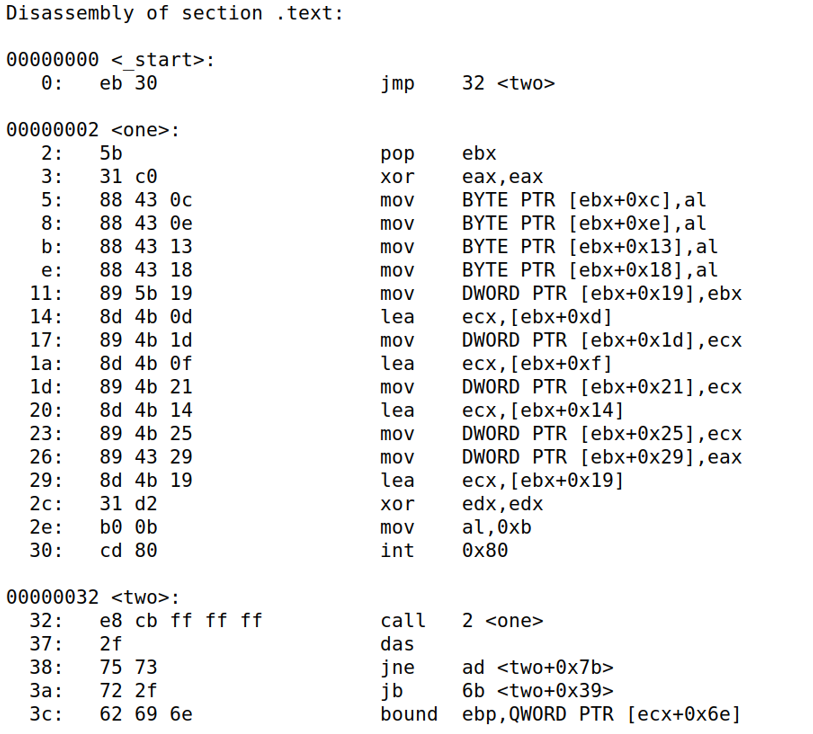 Disassembly of section .text:
00000000 <_start>:
0: eb 30 jmp 32 <two>
00000002 <one>:
2: 5b pop ebx
3: 31 c0 xor eax,eax
5: 88 43 0c mov BYTE PTR [ebx+0xc],al
8: 88 43 0e mov BYTE PTR [ebx+0xe],al
b: 88 43 13 mov BYTE PTR [ebx+0x13],al
e: 88 43 18 mov BYTE PTR [ebx+0x18],al
11: 89 5b 19 mov DWORD PTR [ebx+0x19],ebx
14: 8d 4b 0d lea ecx,[ebx+0xd]
17: 89 4b 1d mov DWORD PTR [ebx+0x1d],ecx
1a: 8d 4b 0f lea ecx,[ebx+0xf]
1d: 89 4b 21 mov DWORD PTR [ebx+0x21],ecx
20: 8d 4b 14 lea ecx,[ebx+0x14]
23: 89 4b 25 mov DWORD PTR [ebx+0x25],ecx
26: 89 43 29 mov DWORD PTR [ebx+0x29],eax
29: 8d 4b 19 lea ecx,[ebx+0x19]
2c: 31 d2 xor edx,edx
2e: b0 0b mov al,0xb
30: cd 80 int 0x80
00000032 <two>:
32: e8 cb ff ff ff call 2 <one>
37: 2f das
38: 75 73 jne ad <two+0x7b>
3a: 72 2f jb 6b <two+0x39>
3c: 62 69 6e bound ebp,QWORD PTR [ecx+0x6e]